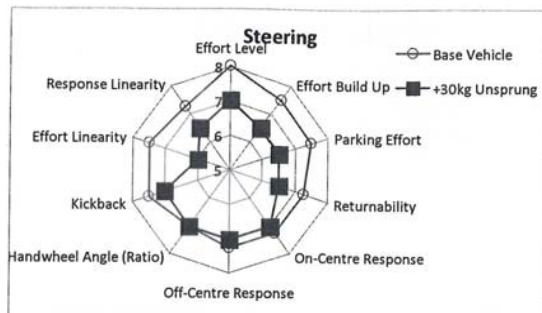 Steering
Effort Level
Base Vehicle
+30kg Unsprung
8
7
6
5
Effort Build Up
Parking Effort
Returnability
On-Centre Response
Off-Centre Response
Handwheel Angle (Ratio)
Kickback
Effort Linearity
Response Linearity